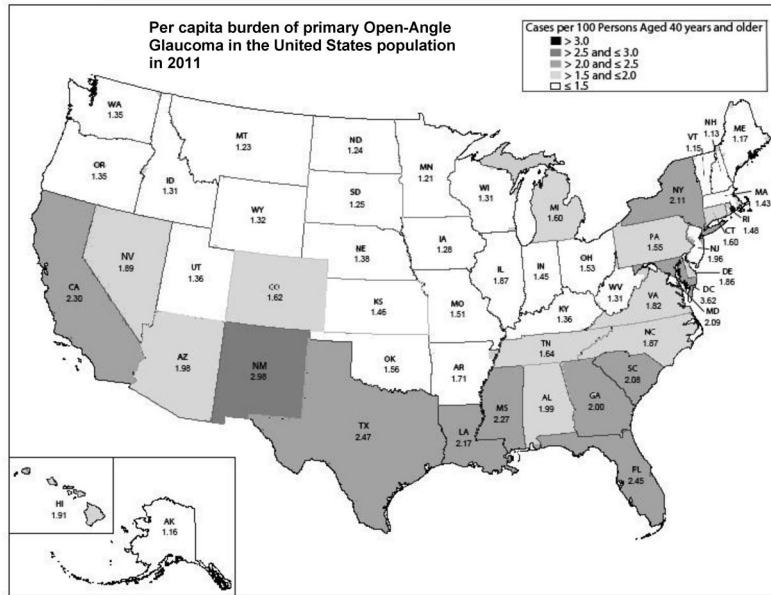 Per capita burden of primary Open-Angle
Glaucoma in the United States population
in 2011
Cases per 100 Persons Aged 40 years and older
> 3.0
> 2.5 and ≤ 3.0
> 2.0 and ≤ 2.5
> 1.5 and ≤2.0
≤ 1.5
WA
1.35
OR
1.35
CA
2.30
NV
1.89
ID
1.31
MT
1.23
WY
1.32
UT
1.36
AZ
1.98
CO
1.62
NM
2.98
ND
1.24
SD
1.25
NE
1.38
KS
1.46
OK
1.56
TX
2.47
MN
1.21
IA
1.28
MO
1.51
AR
1.71
LA
2.17
WI
1.31
IL
1.87
MI
1.60
IN
1.45
OH
1.53
KY
1.36
TN
1.64
MS
2.27
AL
1.99
GA
2.00
FL
2.45
SC
2.08
NC
1.87
VA
1.82
WV
1.31
PA
1.55
NY
2.11
VT
1.15
NH
1.13
ME
1.17
MA
1.43
RI
1.48
CT
1.60
NJ
1.96
DE
1.86
DC
3.62
MD
2.09
HI
1.91
AK
1.16